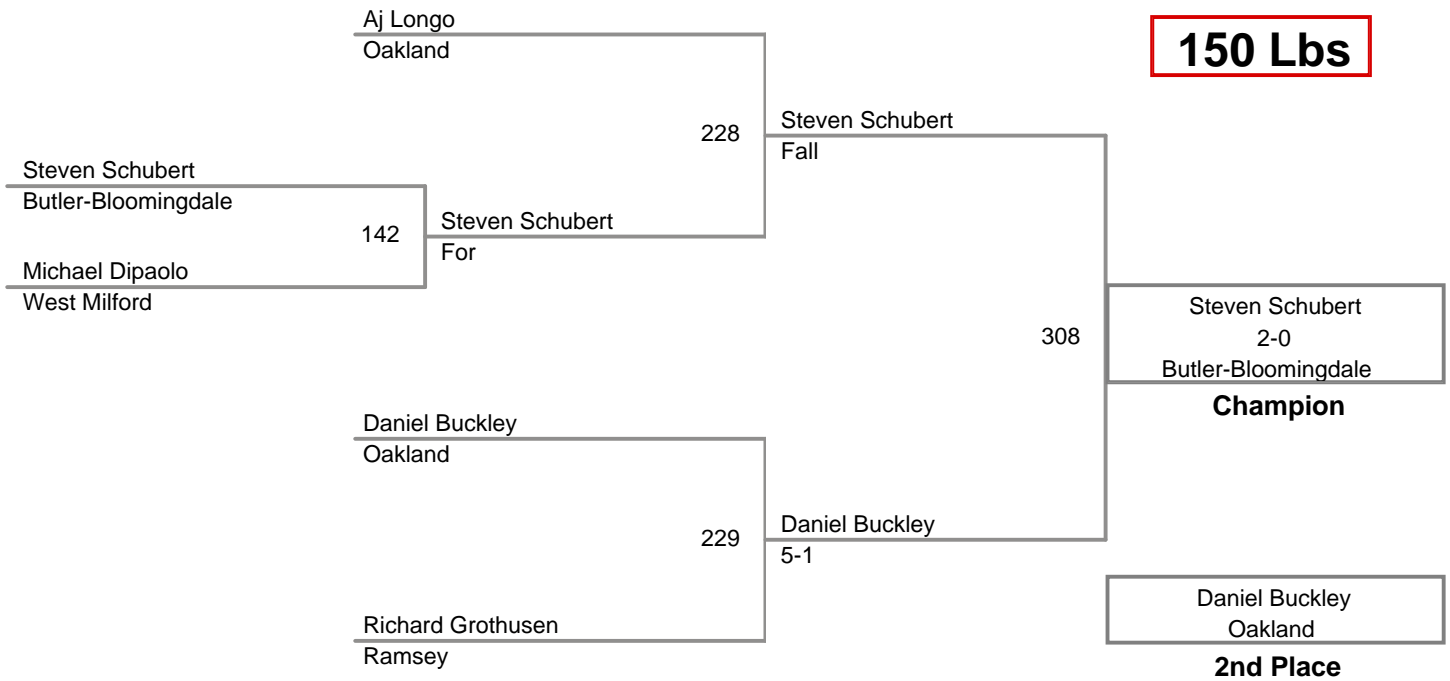 Aj Longo
Oakland
150 Lbs
228
Steven Schubert
Fall
Steven Schubert
Butler-Bloomingdale
142
Steven Schubert
For
Michael Dipaolo
West Milford
308
Steven Schubert
2-0
Butler-Bloomingdale
Champion
Daniel Buckley
Oakland
229
Daniel Buckley
5-1
Richard Grothusen
Ramsey
Daniel Buckley
Oakland
2nd Place